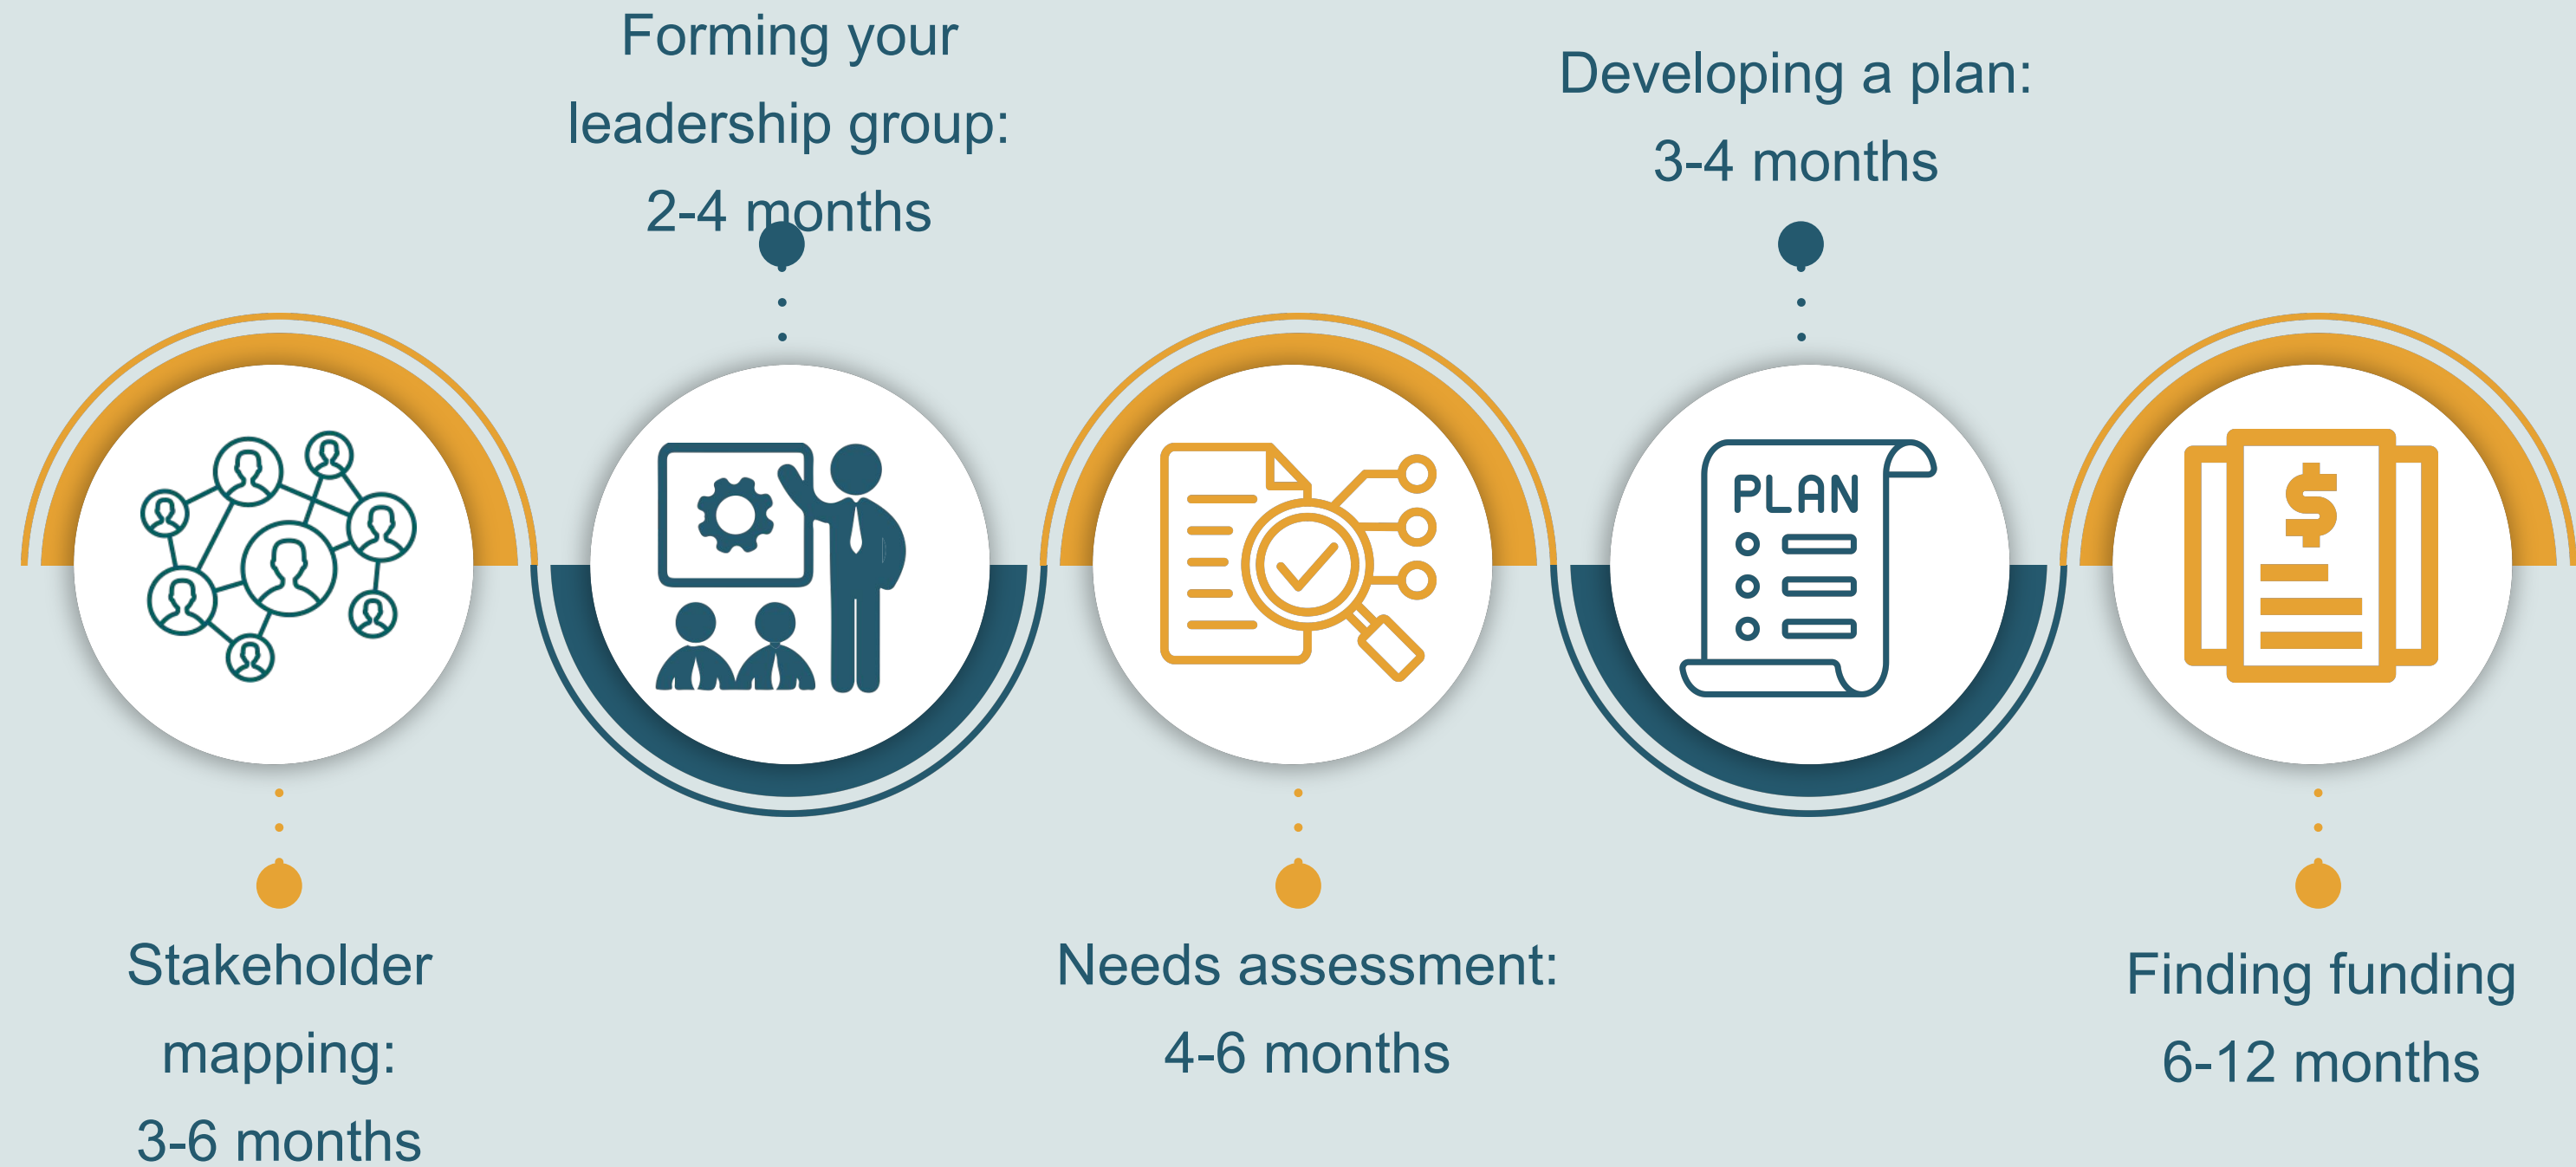 Forming your
leadership group:
2-4 months
Developing a plan:
3-4 months
PLAN
$
Stakeholder
mapping:
3-6 months
Needs assessment:
4-6 months
Finding funding
6-12 months